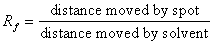 R_f = distance moved by spot / distance moved by solvent